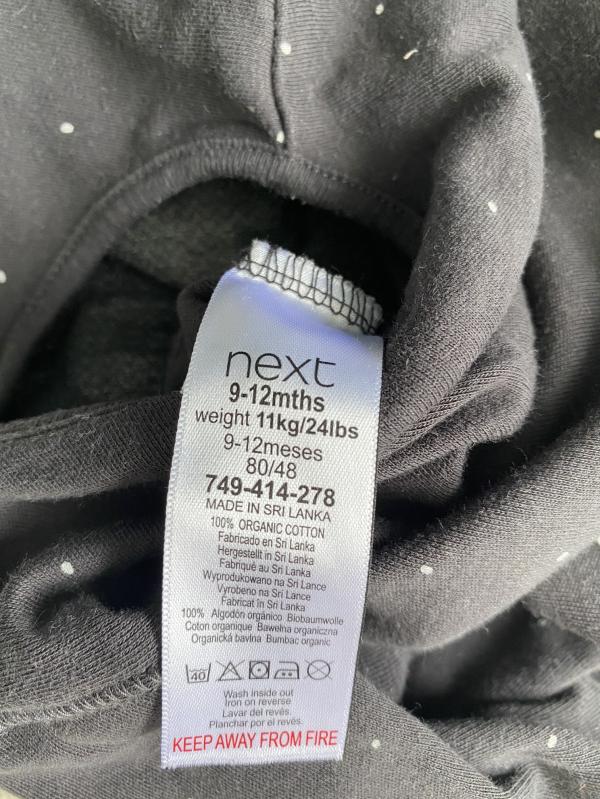 next
9-12mths
weight 11kg/24lbs
9-12meses
80/48
749-414-278
MADE IN SRI LANKA
100% ORGANIC COTTON
Fabricado en Sri Lanka
Hergestellt in Sri Lanka
Fabriqué au Sri Lanka
Wyprodukowano na Sri Lance
Vyrobeno na Sri Lance
Fabricat în Sri Lanka
100% Algodón orgánico Biobaumwolle
Coton organique Bawełna organiczna
Organická bavlna Bumbac organic
40
Wash inside out
Iron on reverse
Lavar del revés.
Planchar por el revés.
KEEP AWAY FROM FIRE